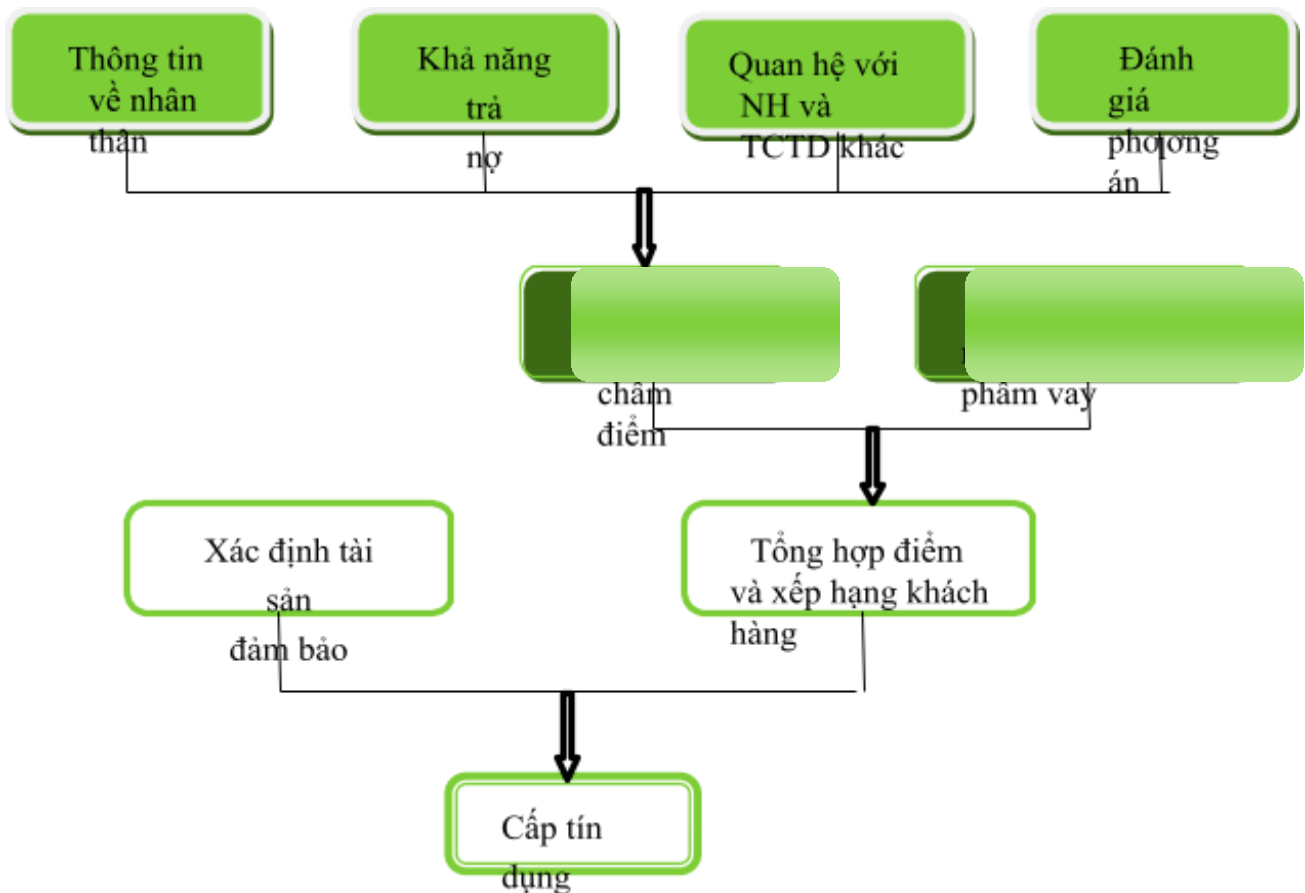 Thông tin
về nhân
thân
Khả năng
trả
nợ
Quan hệ với
NH và
TCTD khác
Đánh
giá
phơơng
án
chấm
điểm
phẩm vay
Xác định tài
sản
đảm bảo
Tổng hợp điểm
và xếp hạng khách
hàng
Cấp tín
dụng